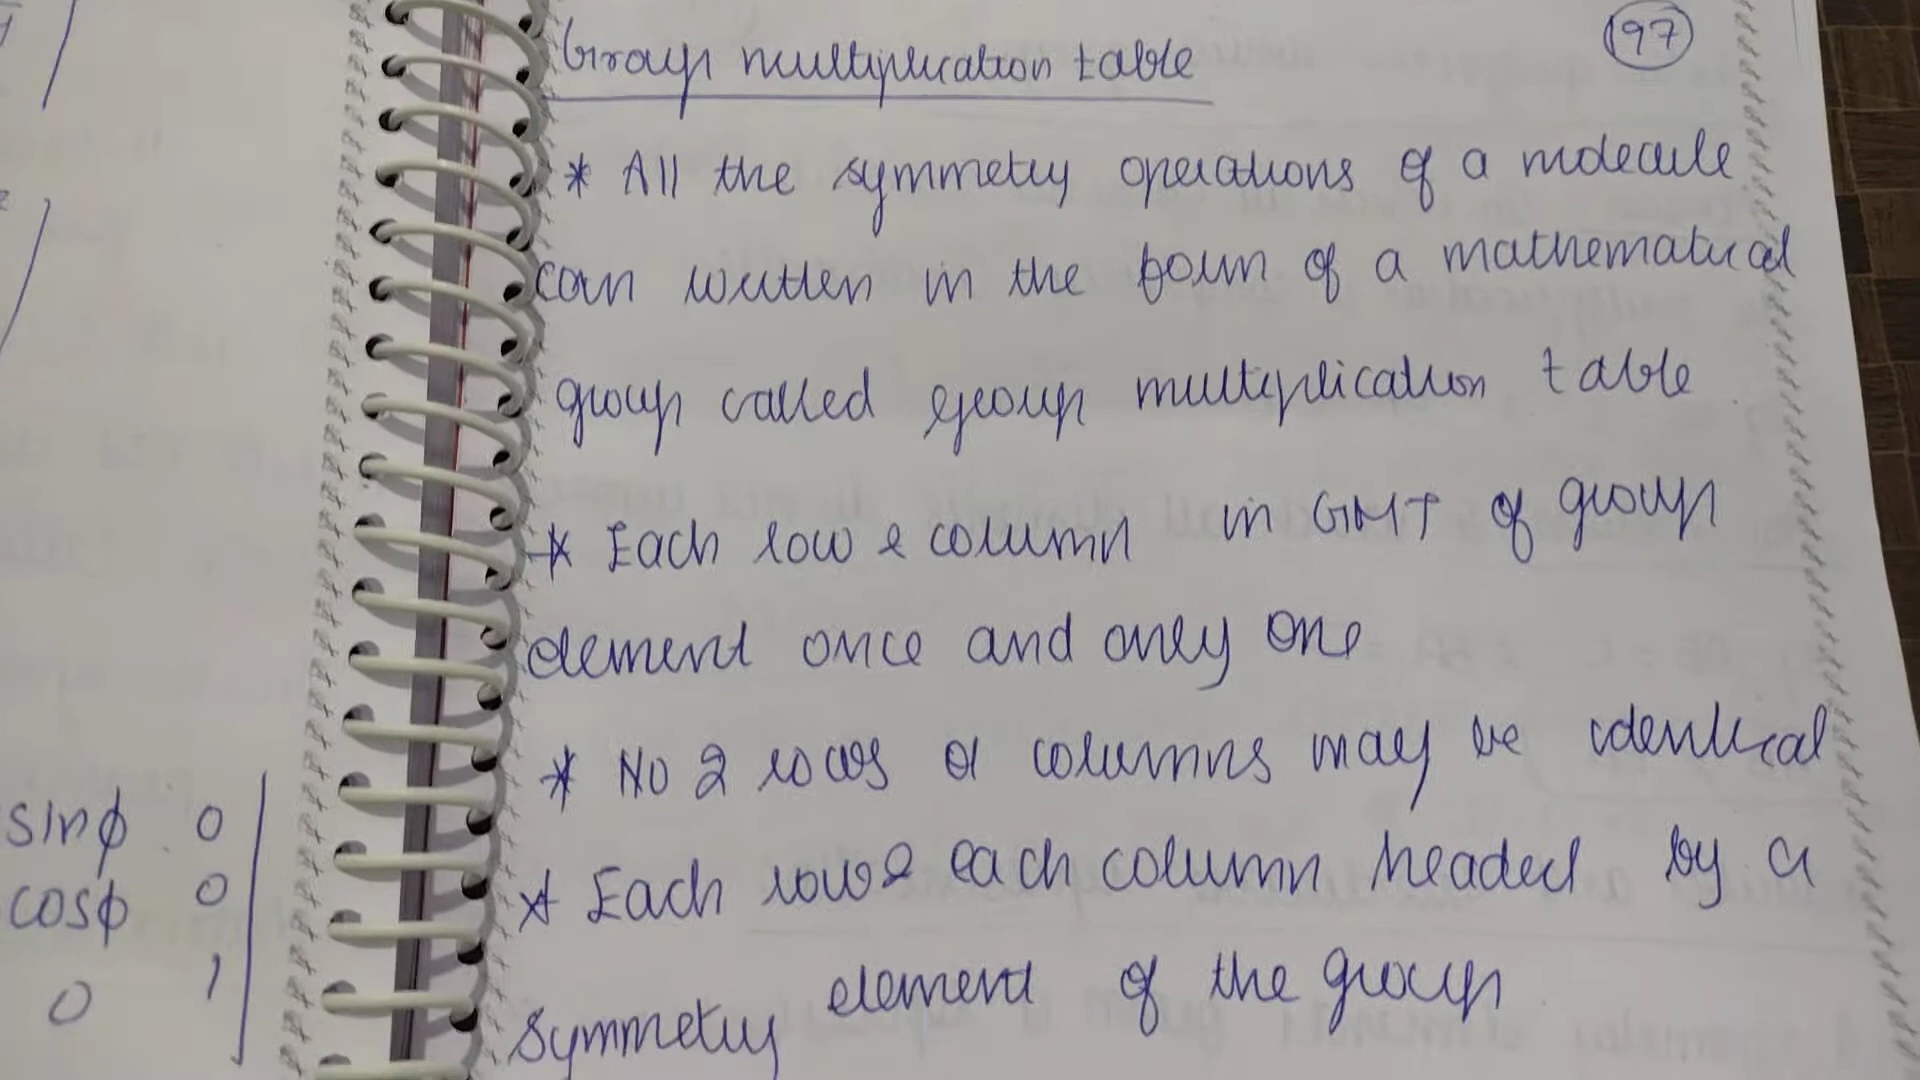 Group multiplication table
197
* All the symmetry operations of a molecule
can written in the form of a mathematical
group called group multiplication table
* Each row & column in GMT of group
element once and only one
* No 2 rows or columns may be identical
* Each row & each column headed by a
symmetry element of the group
sinφ 0
cosφ 0
0 1